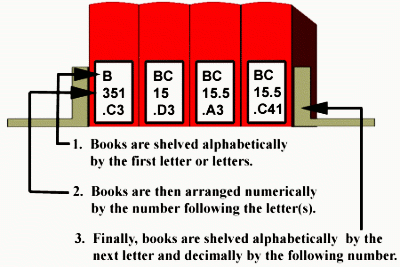 B
351
.C3
BC
15
.D3
BC
15.5
.A3
BC
15.5
.C41
1. Books are shelved alphabetically
by the first letter or letters.
2. Books are then arranged numerically
by the number following the letter(s).
3. Finally, books are shelved alphabetically by the
next letter and decimally by the following number.